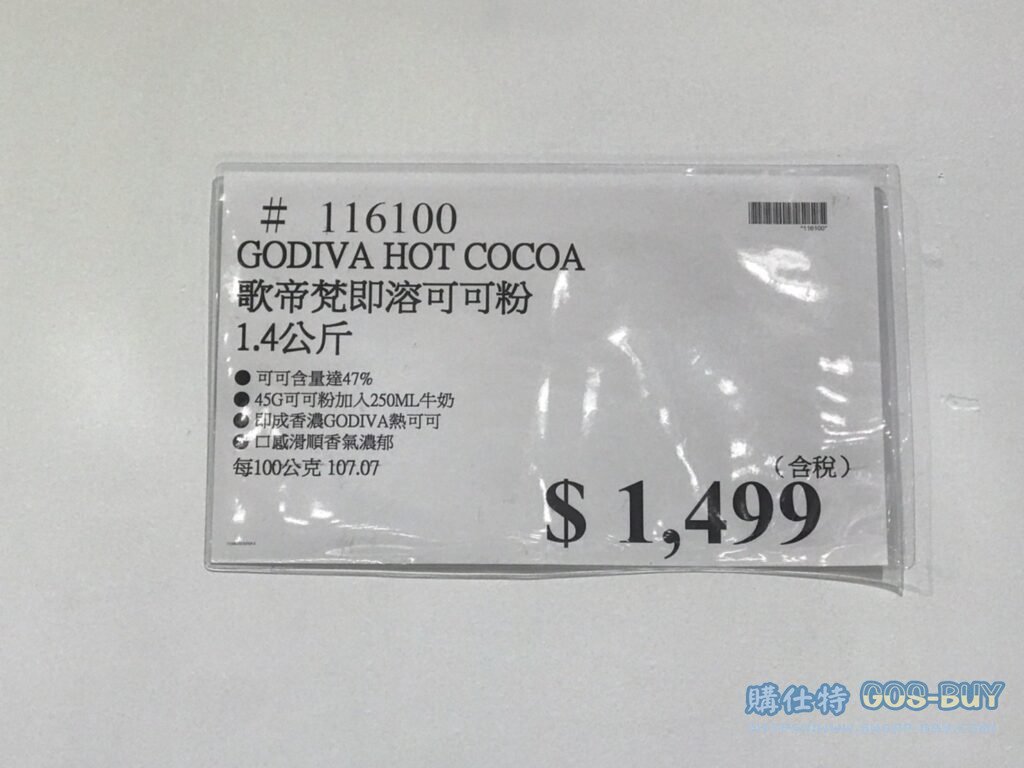 # 116100
*116100*
GODIVA HOT COCOA
歌帝梵即溶可可粉
1.4公斤
● 可可含量達47%
● 45G可可粉加入250ML牛奶
● 即成香濃GODIVA熱可可
● 口感滑順香氣濃郁
每100公克 107.07
(含稅)
$ 1,499
購仕特 GOS-BUY